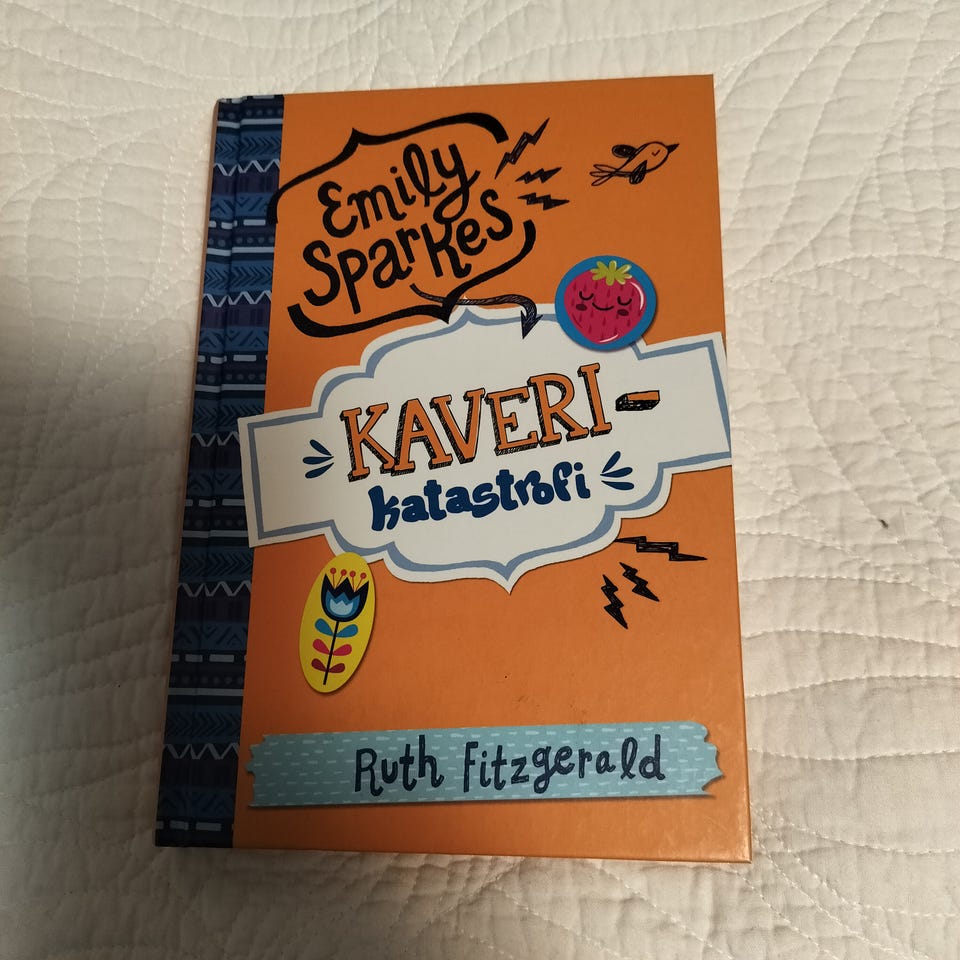 Emily
Sparkes
KAVERI-
katastrofi
Ruth Fitzgerald